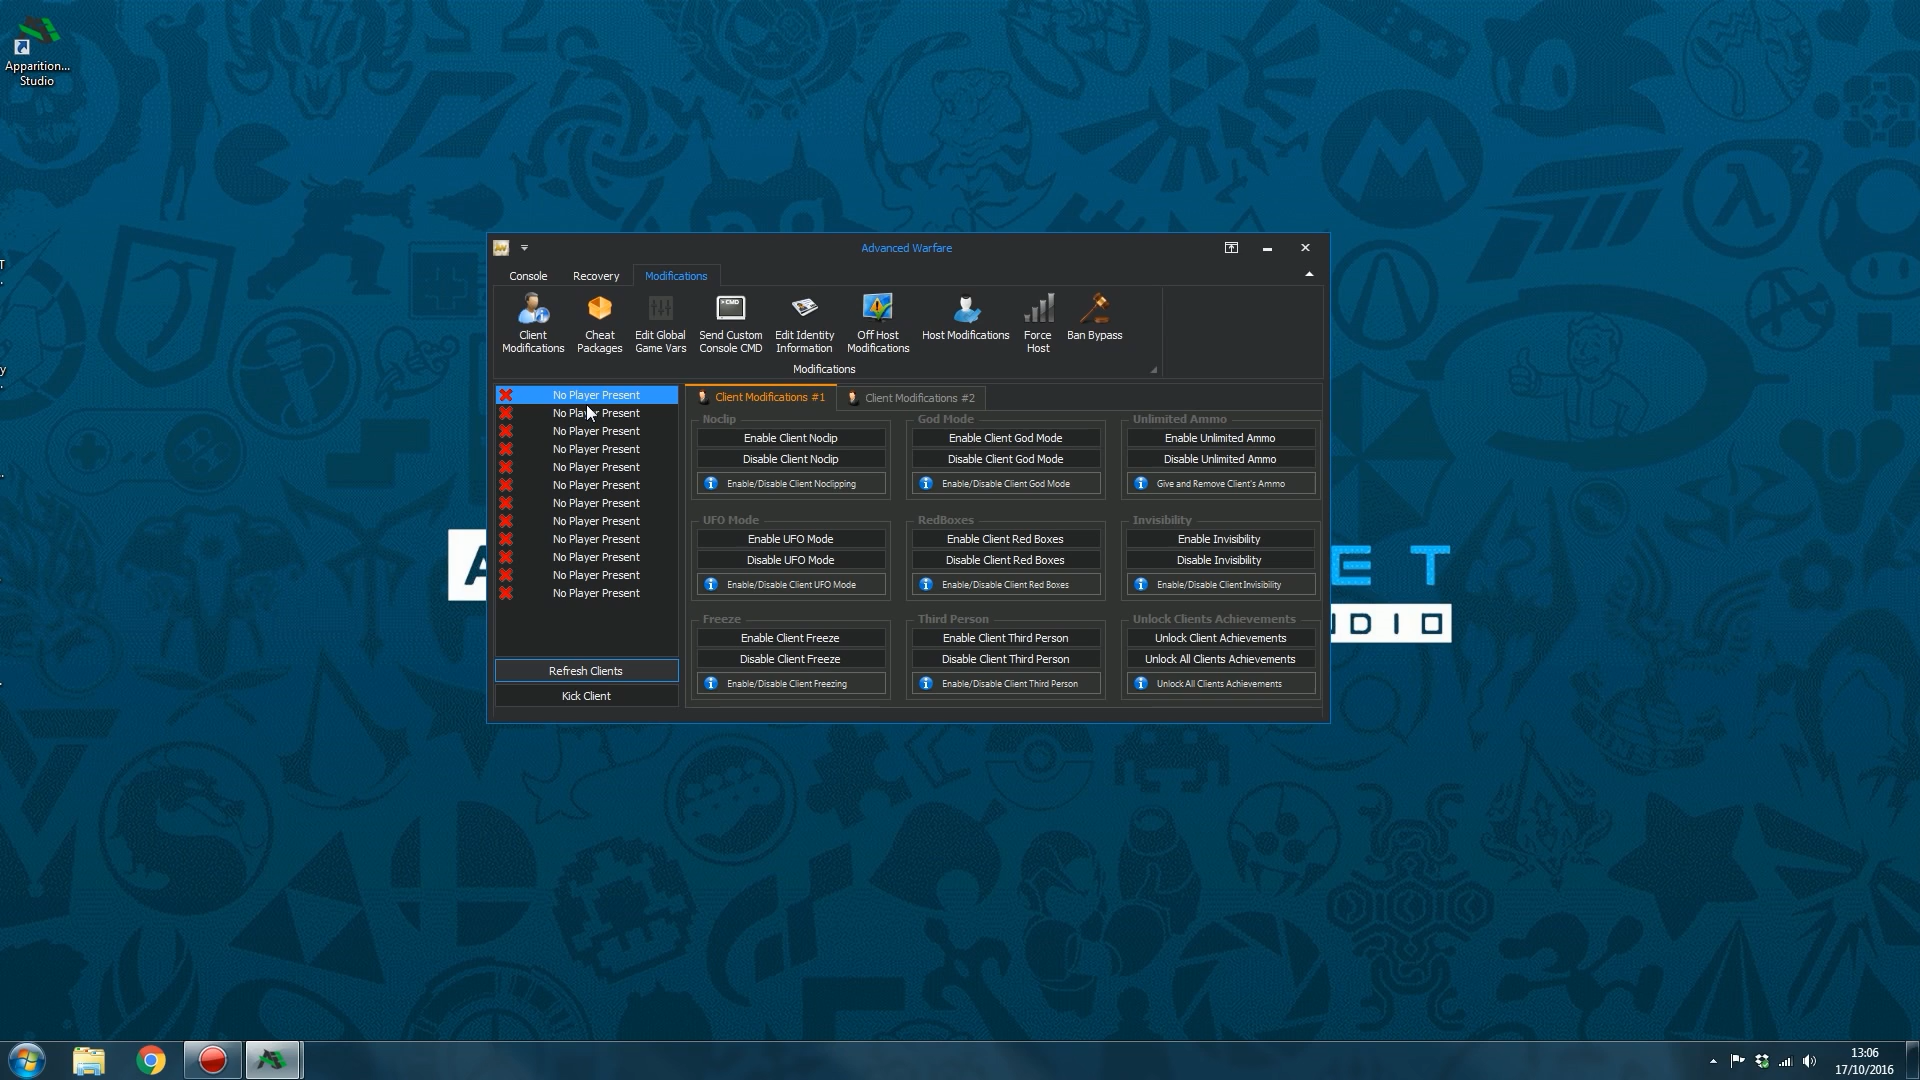 Apparition...
Studio
Advanced Warfare
Console
Recovery
Modifications
Client
Modifications
Cheat
Packages
Edit Global
Game Vars
CMD
Send Custom
Console CMD
Edit Identity
Information
Off Host
Modifications
Host Modifications
Force
Host
Ban Bypass
Modifications
No Player Present
No Player Present
No Player Present
No Player Present
No Player Present
No Player Present
No Player Present
No Player Present
No Player Present
No Player Present
No Player Present
No Player Present
Refresh Clients
Kick Client
Client Modifications #1
Client Modifications #2
Noclip
Enable Client Noclip
Disable Client Noclip
Enable/Disable Client Noclipping
God Mode
Enable Client God Mode
Disable Client God Mode
Enable/Disable Client God Mode
Unlimited Ammo
Enable Unlimited Ammo
Disable Unlimited Ammo
Give and Remove Client's Ammo
UFO Mode
Enable UFO Mode
Disable UFO Mode
Enable/Disable Client UFO Mode
RedBoxes
Enable Client Red Boxes
Disable Client Red Boxes
Enable/Disable Client Red Boxes
Invisibility
Enable Invisibility
Disable Invisibility
Enable/Disable Client Invisibility
Freeze
Enable Client Freeze
Disable Client Freeze
Enable/Disable Client Freezing
Third Person
Enable Client Third Person
Disable Client Third Person
Enable/Disable Client Third Person
Unlock Clients Achievements
Unlock Client Achievements
Unlock All Clients Achievements
Unlock All Clients Achievements
A
ET
DIO
13:06
17/10/2016